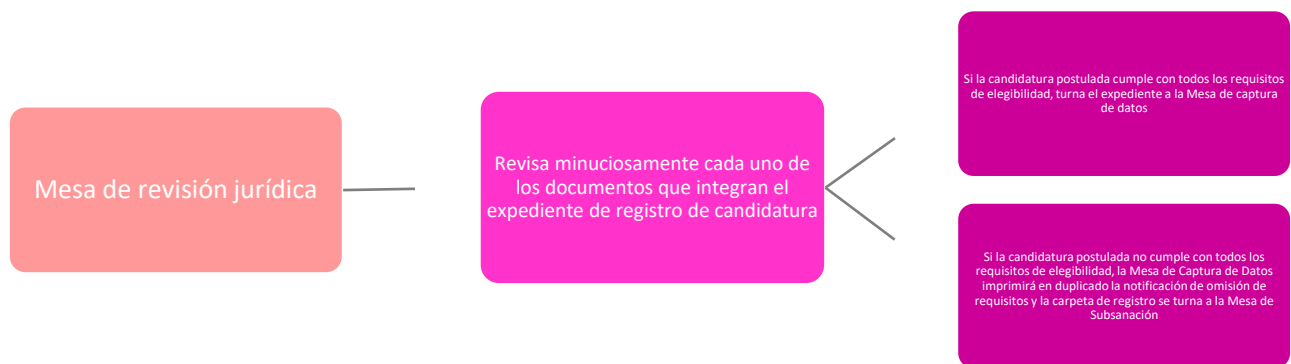 Mesa de revisión jurídica
Revisa minuciosamente cada uno de
los documentos que integran el
expediente de registro de candidatura
Si la candidatura postulada cumple con todos los requisitos
de elegibilidad, turna el expediente a la Mesa de captura
de datos
Si la candidatura postulada no cumple con todos los
requisitos de elegibilidad, la Mesa de Captura de Datos
imprimirá en duplicado la notificación de omisión de
requisitos y la carpeta de registro se turna a la Mesa de
Subsanación